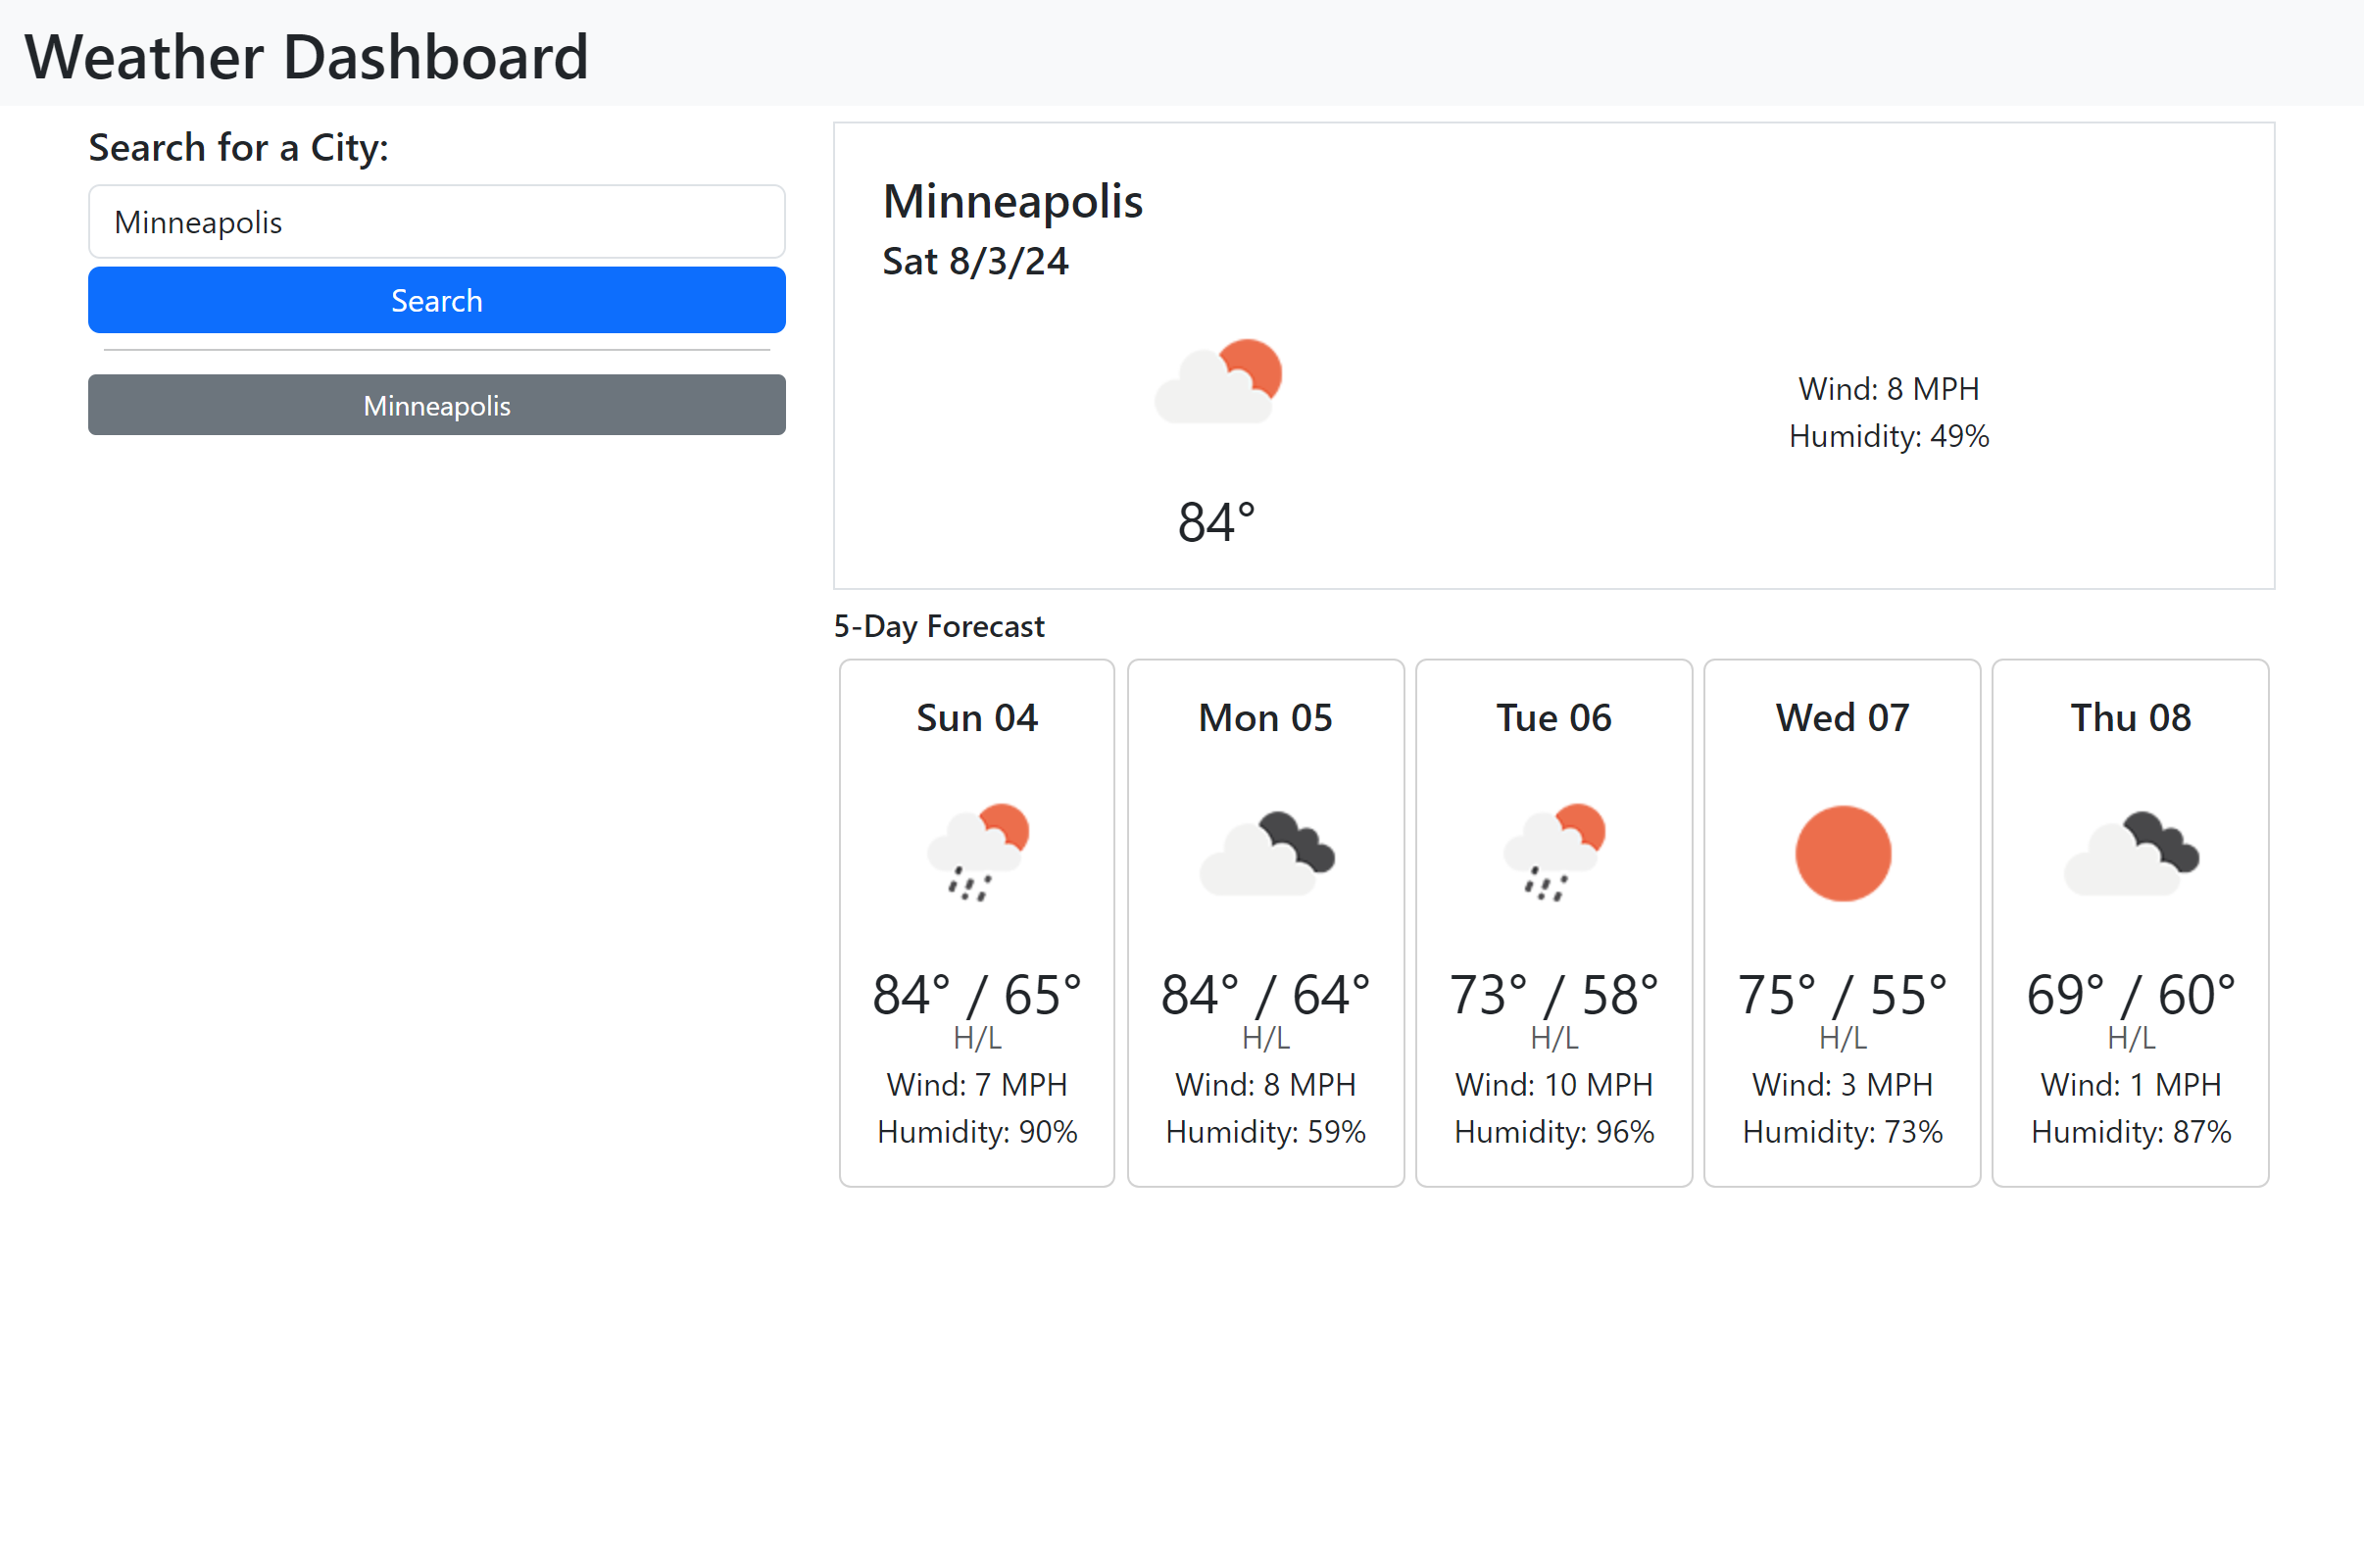 Weather Dashboard
Search for a City:
Minneapolis
Search
Minneapolis
Minneapolis
Sat 8/3/24
84°
Wind: 8 MPH
Humidity: 49%
5-Day Forecast
Sun 04
84° / 65°
H/L
Wind: 7 MPH
Humidity: 90%
Mon 05
84° / 64°
H/L
Wind: 8 MPH
Humidity: 59%
Tue 06
73° / 58°
H/L
Wind: 10 MPH
Humidity: 96%
Wed 07
75° / 55°
H/L
Wind: 3 MPH
Humidity: 73%
Thu 08
69° / 60°
H/L
Wind: 1 MPH
Humidity: 87%